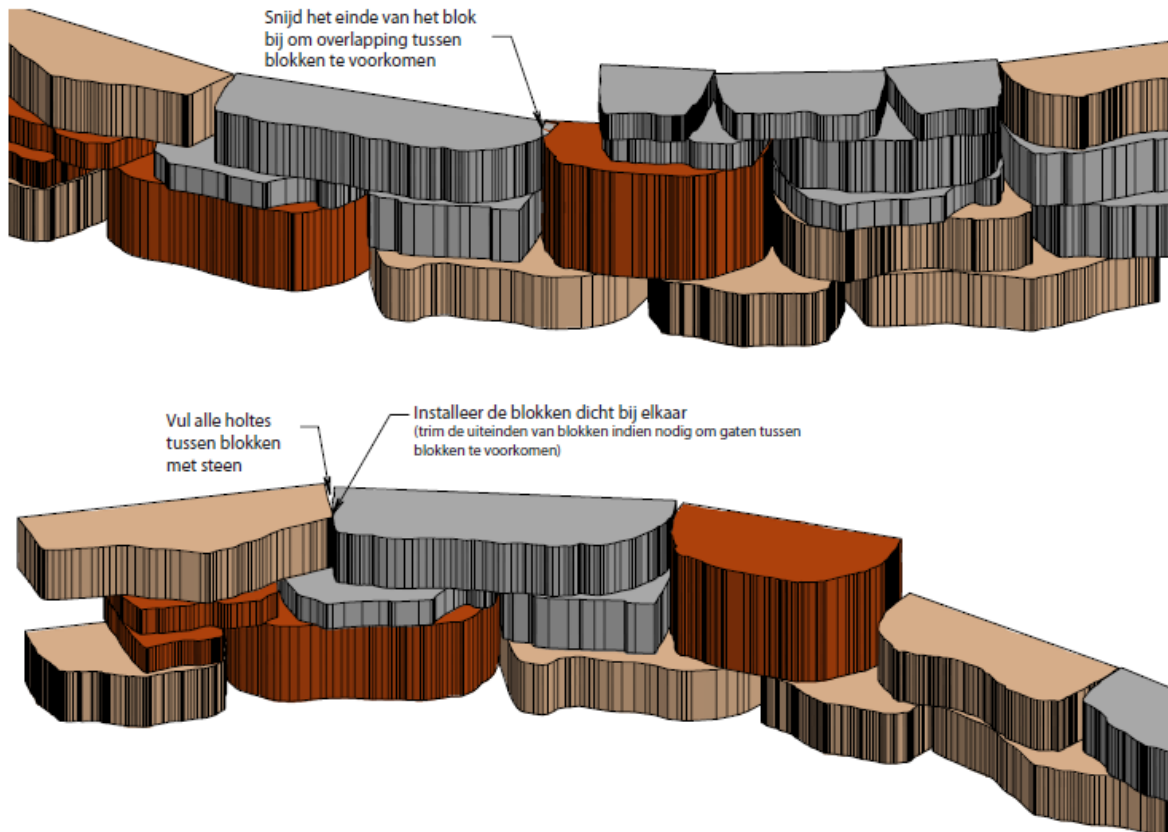 Snijd het einde van het blok
bij om overlapping tussen
blokken te voorkomen
Vul alle holtes
tussen blokken
met steen
Installeer de blokken dicht bij elkaar
(trim de uiteinden van blokken indien nodig om gaten tussen
blokken te voorkomen)